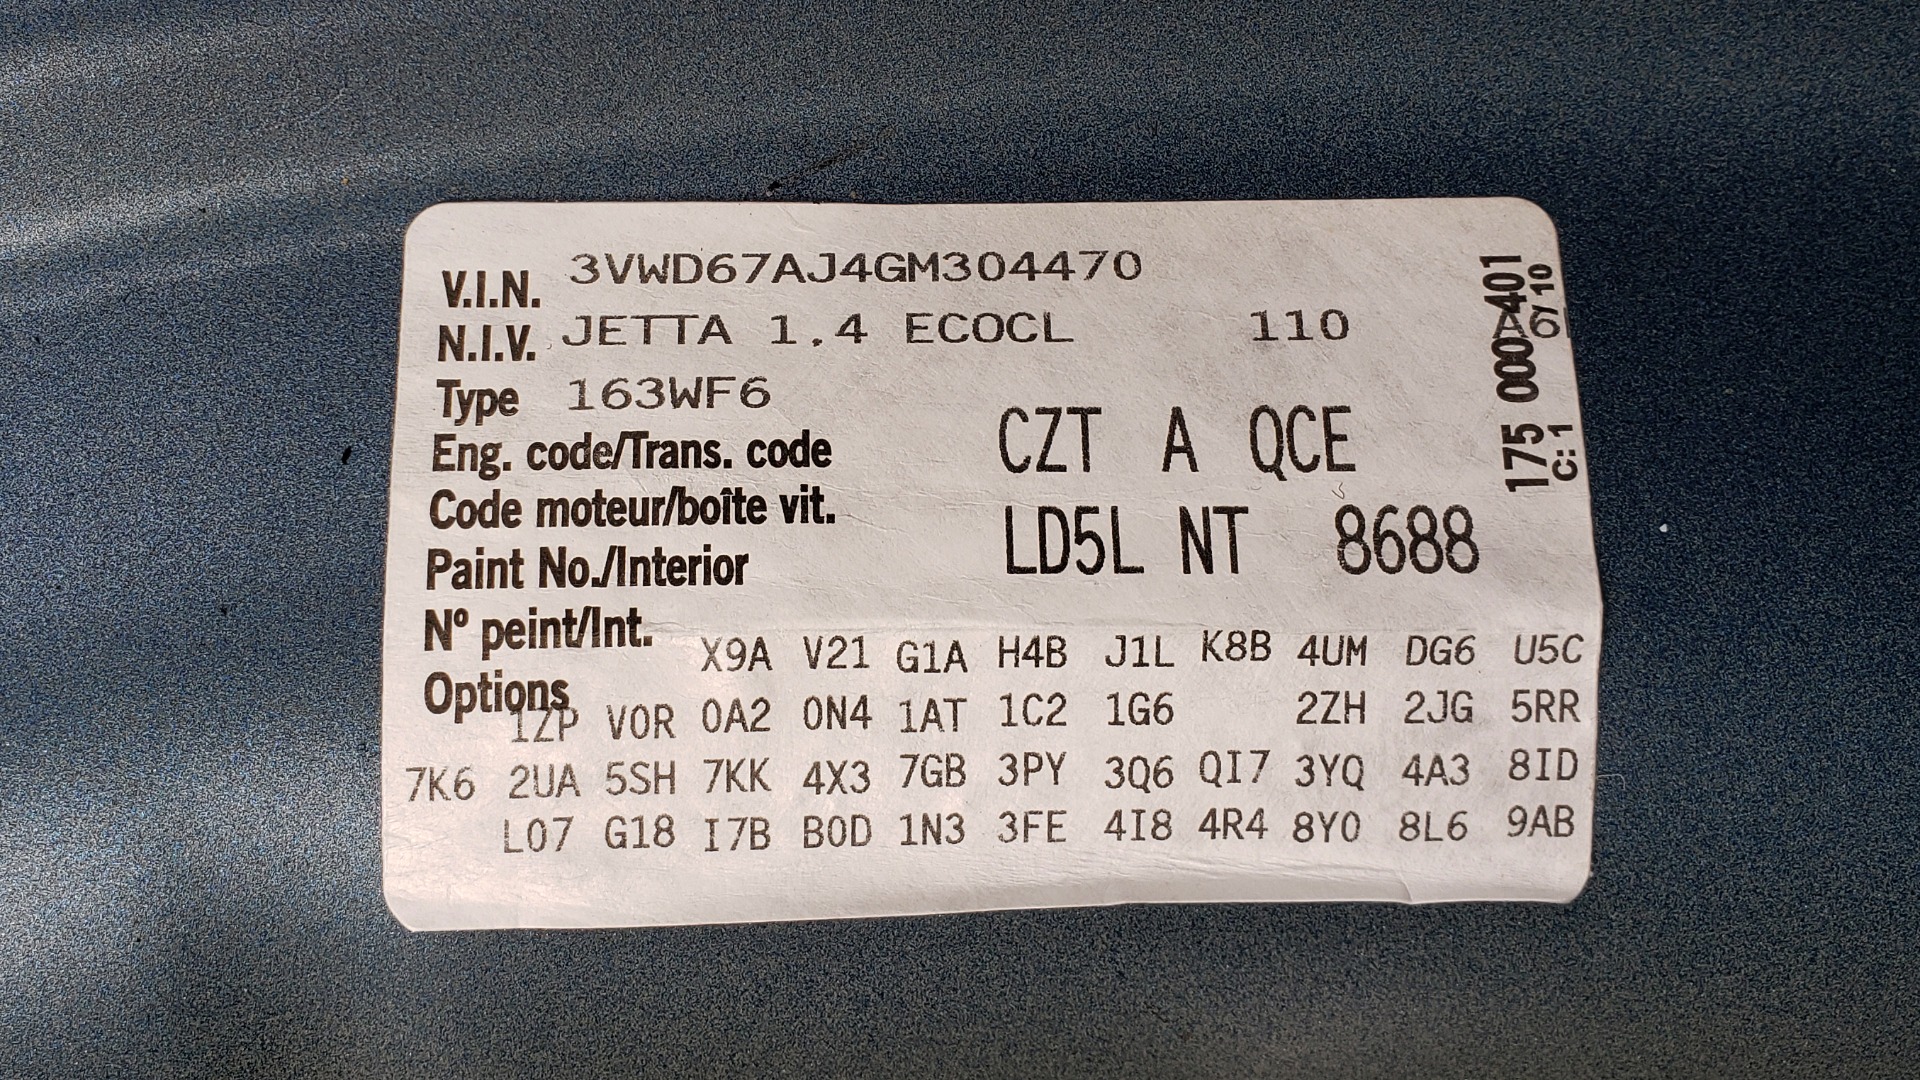 V.I.N. 3VWD67AJ4GM304470
N.I.V. JETTA 1.4 ECOCL 110
Type 163WF6
Eng. code/Trans. code CZT A QCE
Code moteur/boîte vit.
Paint No./Interior LD5L NT 8688
Nº peint/Int.
X9A V21 G1A H4B J1L K8B 4UM DG6 U5C
Options
1ZP V0R 0A2 0N4 1AT 1C2 1G6 2ZH 2JG 5RR
7K6 2UA 5SH 7KK 4X3 7GB 3PY 3Q6 QI7 3YQ 4A3 8ID
L07 G18 I7B B0D 1N3 3FE 4I8 4R4 8Y0 8L6 9AB
175 000 401
C:1